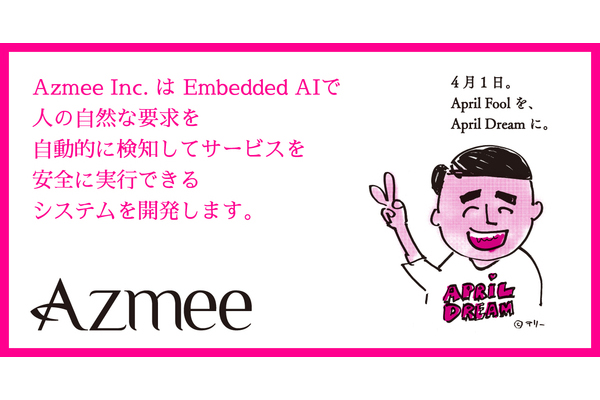 Azmee Inc. は Embedded AIで
人の自然な要求を
自動的に検知してサービスを
安全に実行できる
システムを開発します。
Azmee
4月1日。
April Fool を、
April Dream に。
APRIL
DREAM
©マリー